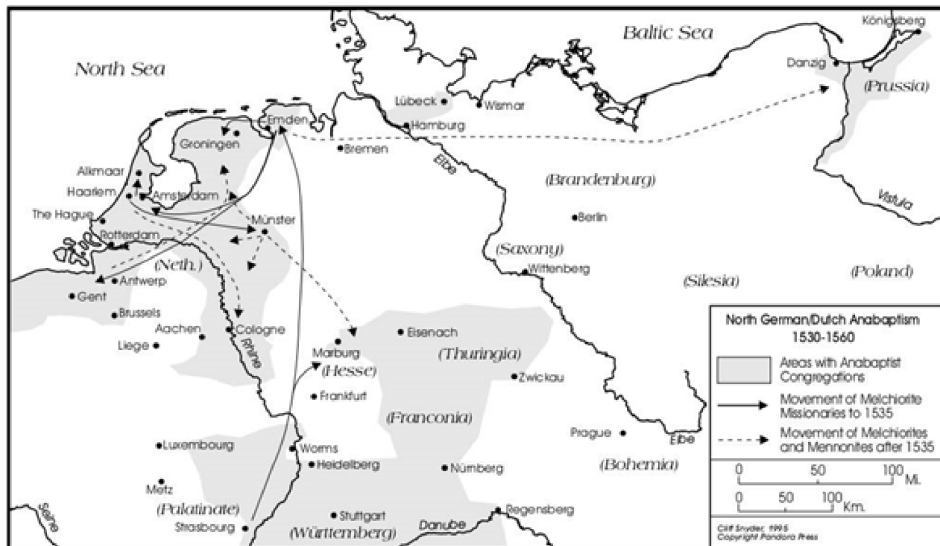 Königsberg
Baltic Sea
North Sea
Danzig
(Prussia)
Lübeck
Wismar
Emden
Hamburg
Groningen
Bremen
Elbe
Alkmaar
Haarlem
Amsterdam
(Brandenburg)
Vistula
The Hague
Münster
Berlin
Rotterdam
(Saxony)
(Neth.)
Wittenberg
(Poland)
Antwerp
Silesia
Gent
Brussels
Aachen
Cologne
Eisenach
Liege
Rhine
Marburg
(Thuringia)
(Hesse)
Zwickau
Frankfurt
(Franconia)
Prague
Elbe
Luxembourg
Worms
Heidelberg
Nürnberg
(Bohemia)
Metz
(Palatinate)
Seine
Strasbourg
Stuttgart
(Württemberg)
Danube
Regensberg
North German/Dutch Anabaptism
1530-1560
Areas with Anabaptist
Congregations
Movement of Melchiorite
Missionaries to 1535
Movement of Melchiorites
and Mennonites after 1535
0 50 100
Mi.
0 50 100
Km.
Cliff Snyder, 1995
Copyright Pandora Press